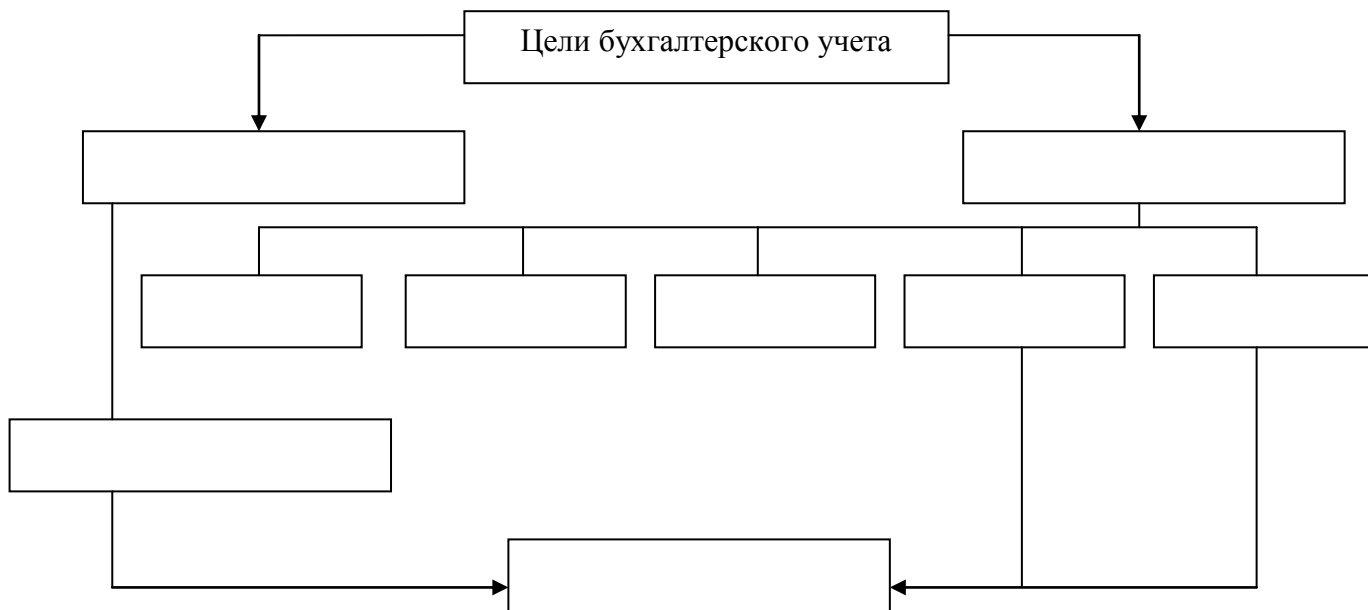 Цели бухгалтерского учета